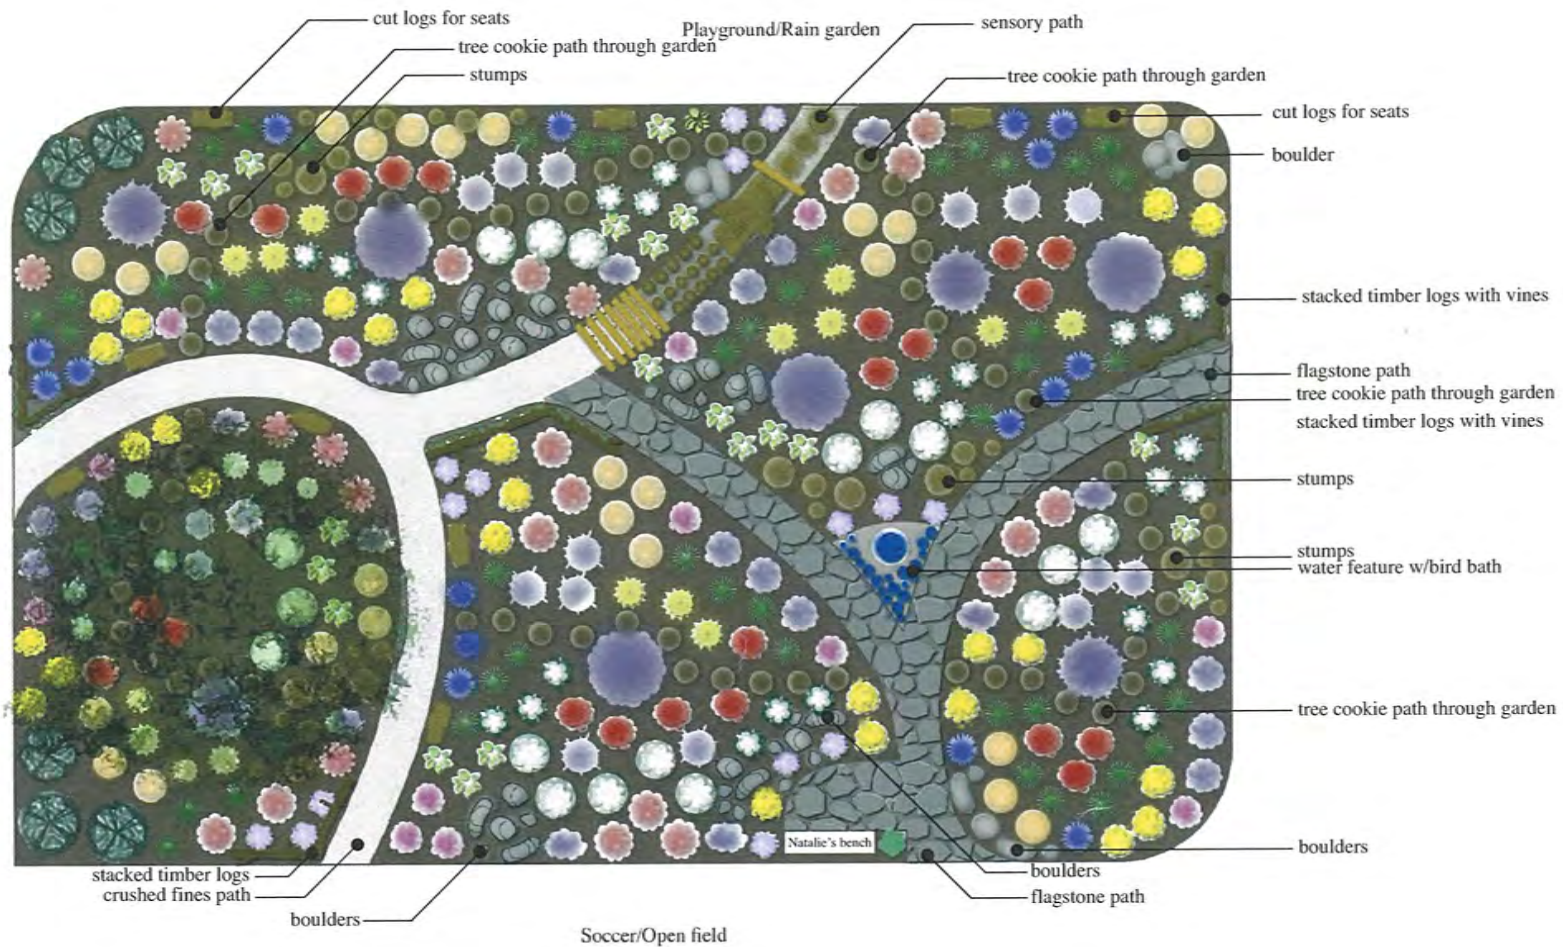 cut logs for seats
Playground/Rain garden
sensory path
tree cookie path through garden
stumps
tree cookie path through garden
cut logs for seats
boulder
stacked timber logs with vines
flagstone path
tree cookie path through garden
stacked timber logs with vines
stumps
stumps
water feature w/bird bath
tree cookie path through garden
Natalie's bench
boulders
stacked timber logs
crushed fines path
boulders
flagstone path
boulders
Soccer/Open field